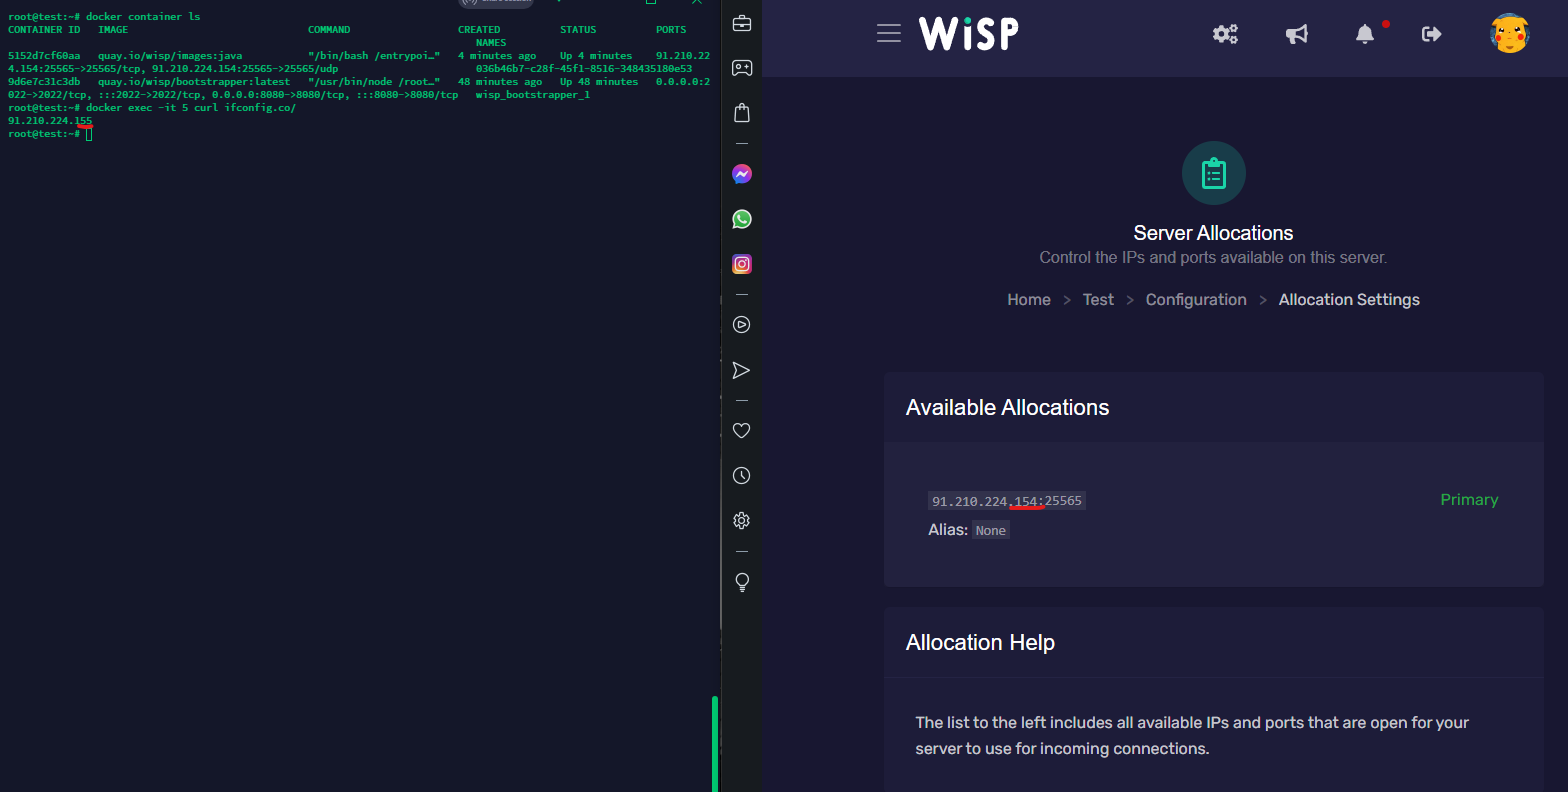 root@test:~# docker container ls
CONTAINER ID   IMAGE                              COMMAND                  CREATED          STATUS          PORTS
NAMES
5152d7cf60aa   quay.io/wisp/images:java           "/bin/bash /entrypoi…"   4 minutes ago    Up 4 minutes    91.210.22
4.154:25565->25565/tcp, 91.210.224.154:25565->25565/udp   036b46b7-c28f-45f1-8516-348435180e53
9d6e7c31c3db   quay.io/wisp/bootstrapper:latest   "/usr/bin/node /root…"   48 minutes ago   Up 48 minutes   0.0.0.0:2
022->2022/tcp, :::2022->2022/tcp, 0.0.0.0:8080->8080/tcp, :::8080->8080/tcp   wisp_bootstrapper_1
root@test:~# docker exec -it 5 curl ifconfig.co/
91.210.224.155
root@test:~#
WiSP
Server Allocations
Control the IPs and ports available on this server.
Home > Test > Configuration > Allocation Settings
Available Allocations
91.210.224.154:25565
Primary
Alias: None
Allocation Help
The list to the left includes all available IPs and ports that are open for your
server to use for incoming connections.